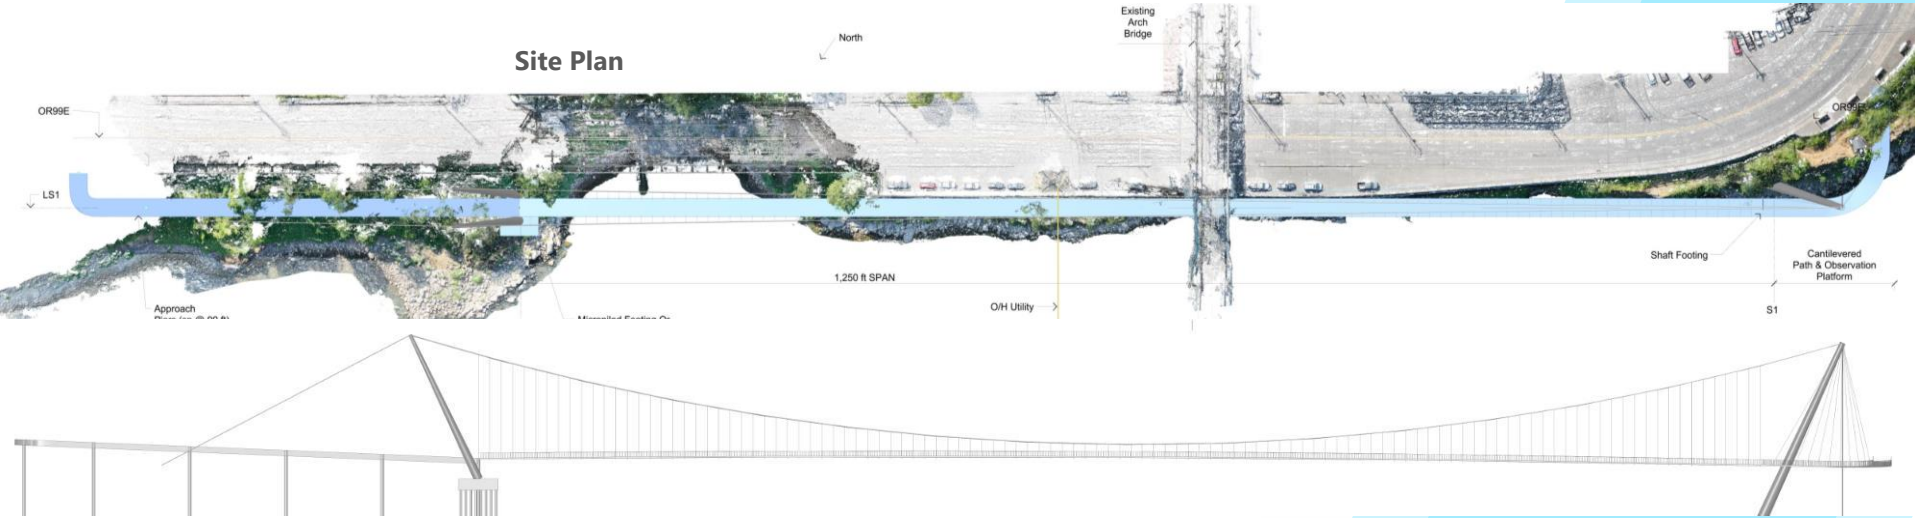 Existing
Arch
Bridge
North
Site Plan
OR99E
OR99E
LS1
Shaft Footing
Cantilevered
Path & Observation
Platform
1,250 ft SPAN
O/H Utility
S1
Approach